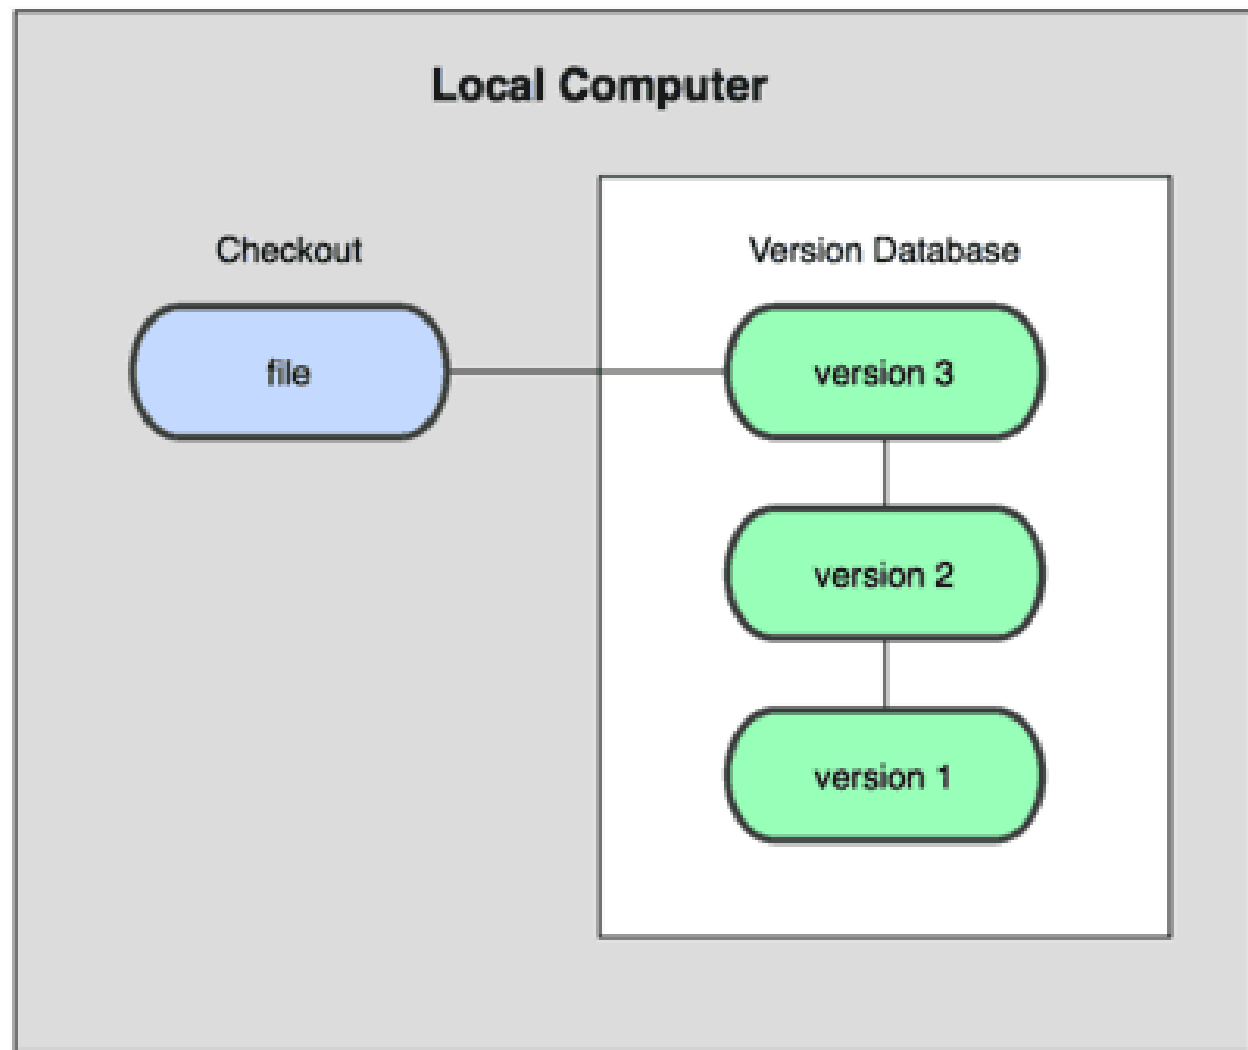 Local Computer
Checkout
Version Database
file
version 3
version 2
version 1